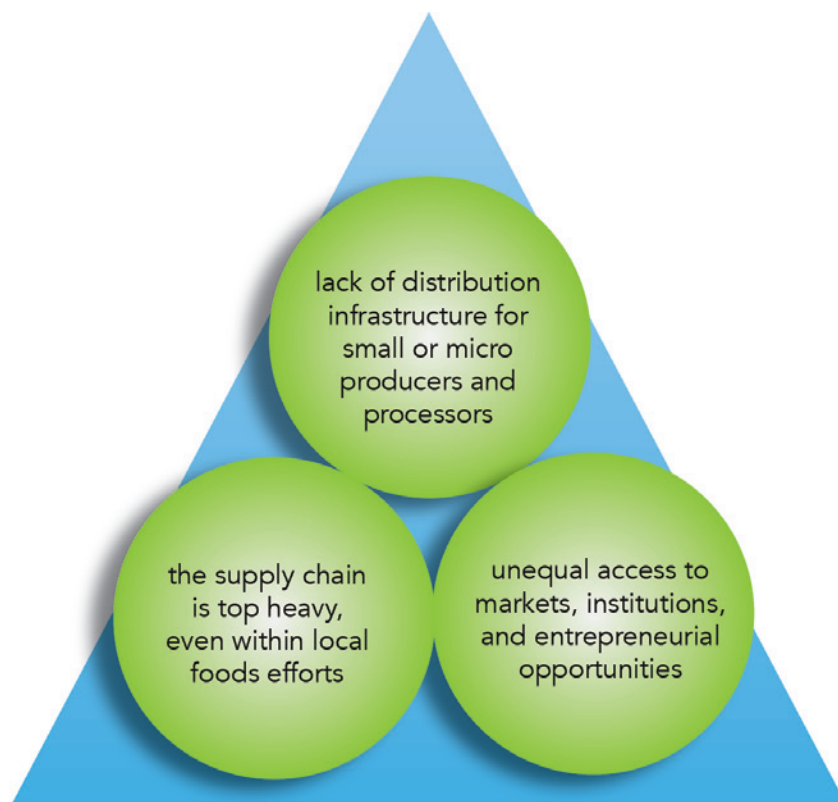 lack of distribution
infrastructure for
small or micro
producers and
processors
the supply chain
is top heavy,
even within local
foods efforts
unequal access to
markets, institutions,
and entrepreneurial
opportunities